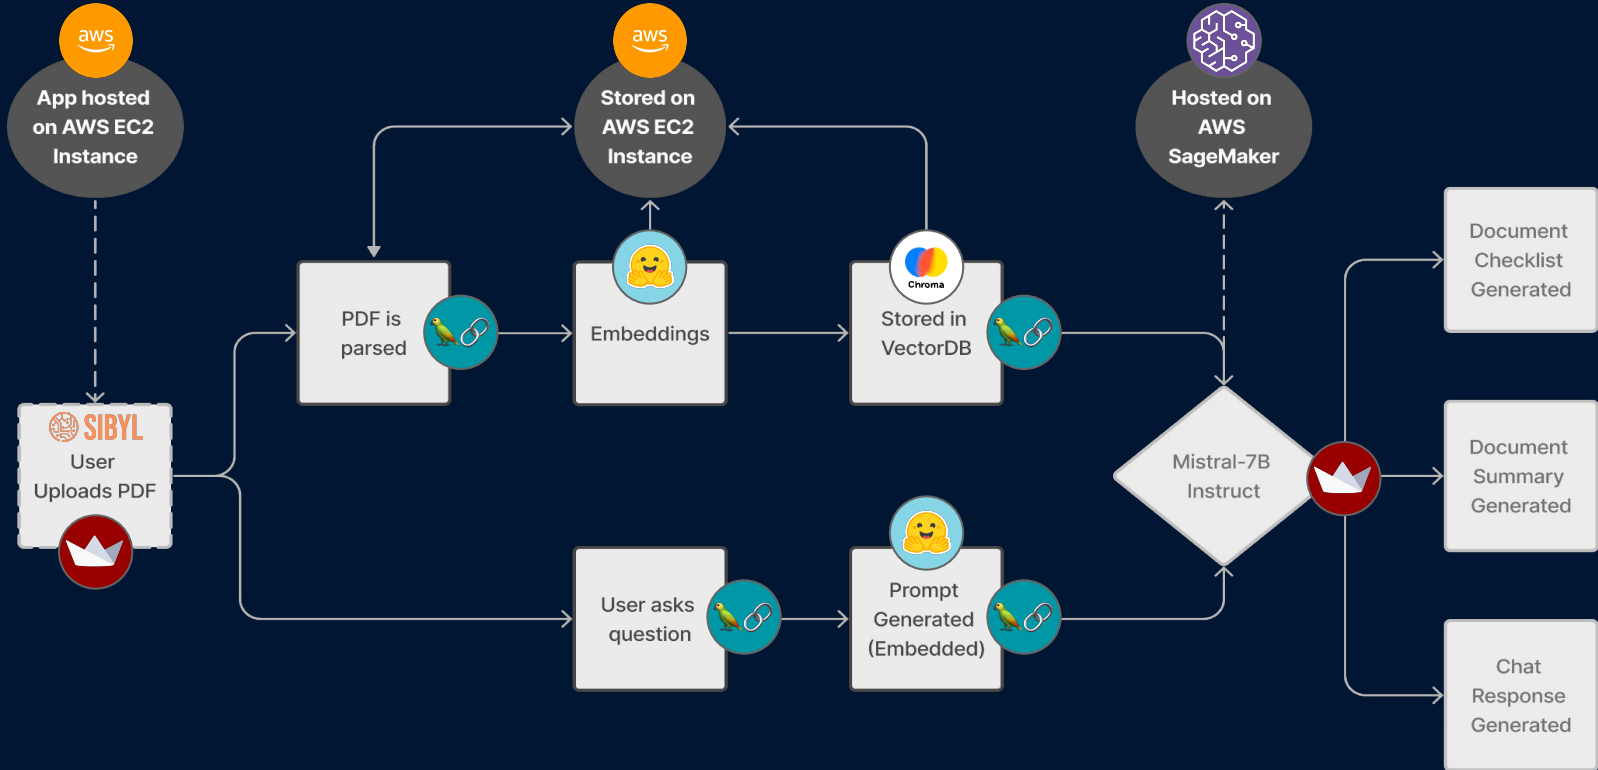 aws
App hosted
on AWS EC2
Instance
aws
Stored on
AWS EC2
Instance
Hosted on
AWS
SageMaker
SIBYL
User
Uploads PDF
PDF is
parsed
Embeddings
Chroma
Stored in
VectorDB
User asks
question
Prompt
Generated
(Embedded)
Mistral-7B
Instruct
Document
Checklist
Generated
Document
Summary
Generated
Chat
Response
Generated